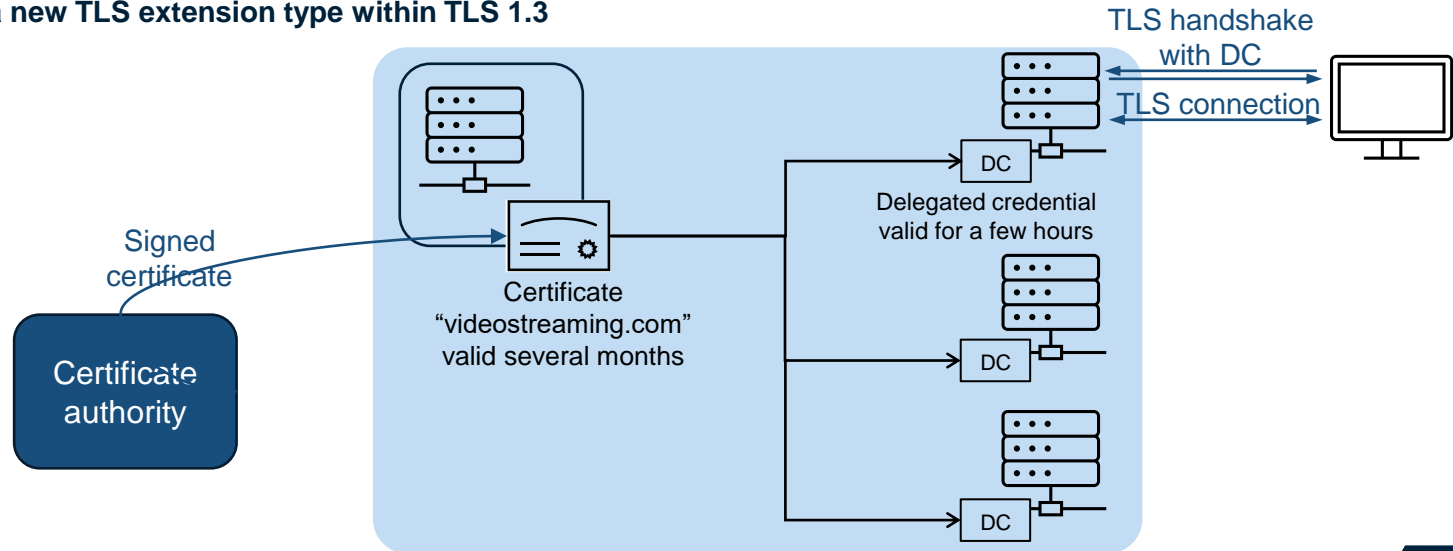 new TLS extension type within TLS 1.3
TLS handshake
with DC
TLS connection
DC
Delegated credential
valid for a few hours
Signed
certificate
Certificate
“videostreaming.com”
valid several months
Certificate
authority
DC
DC